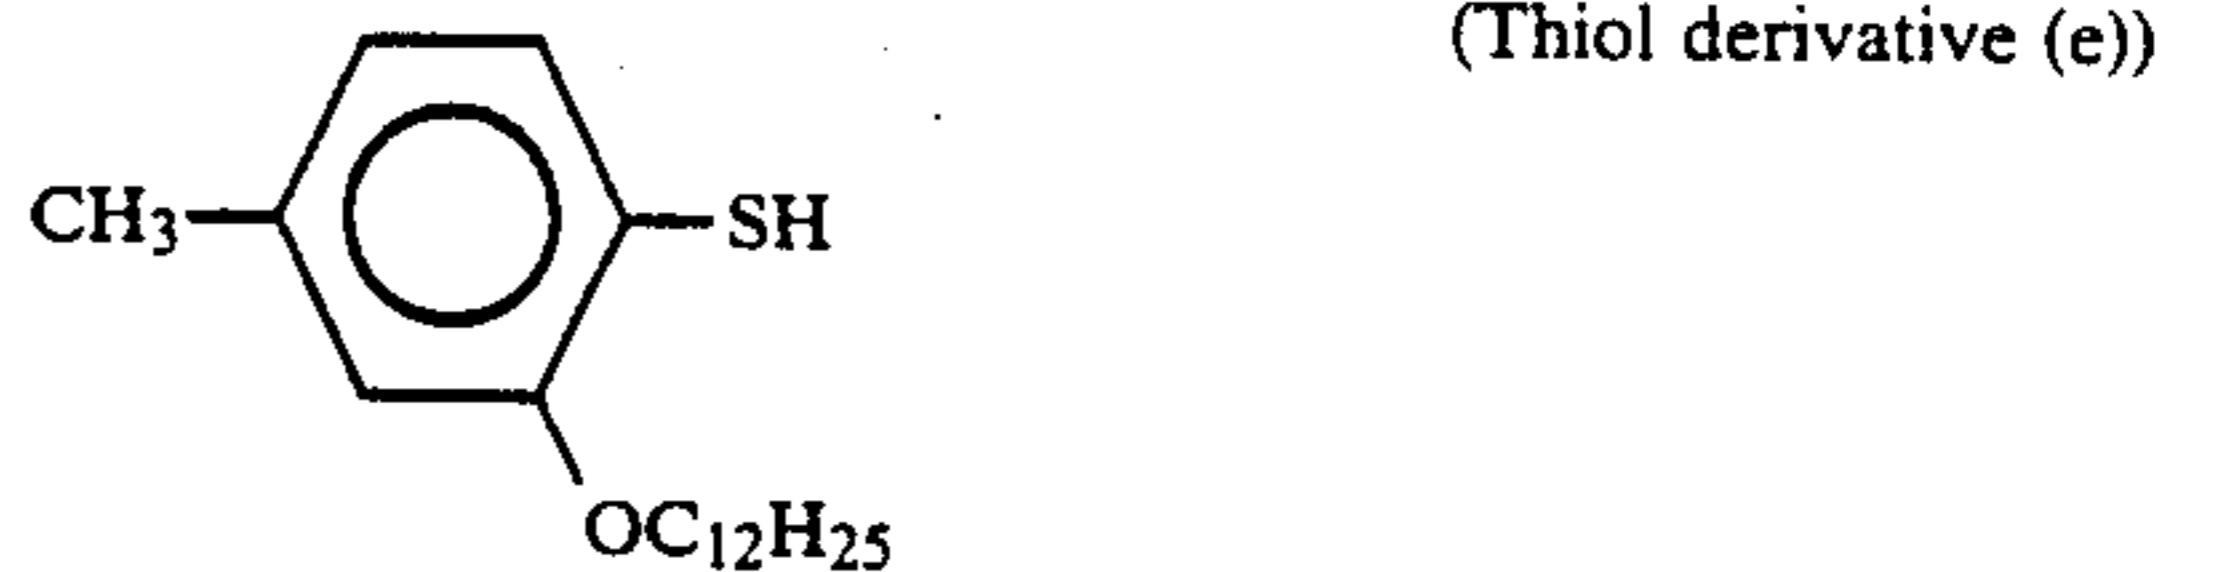 (Thiol derivative (e))
CH₃
SH
OC₁₂H₂₅